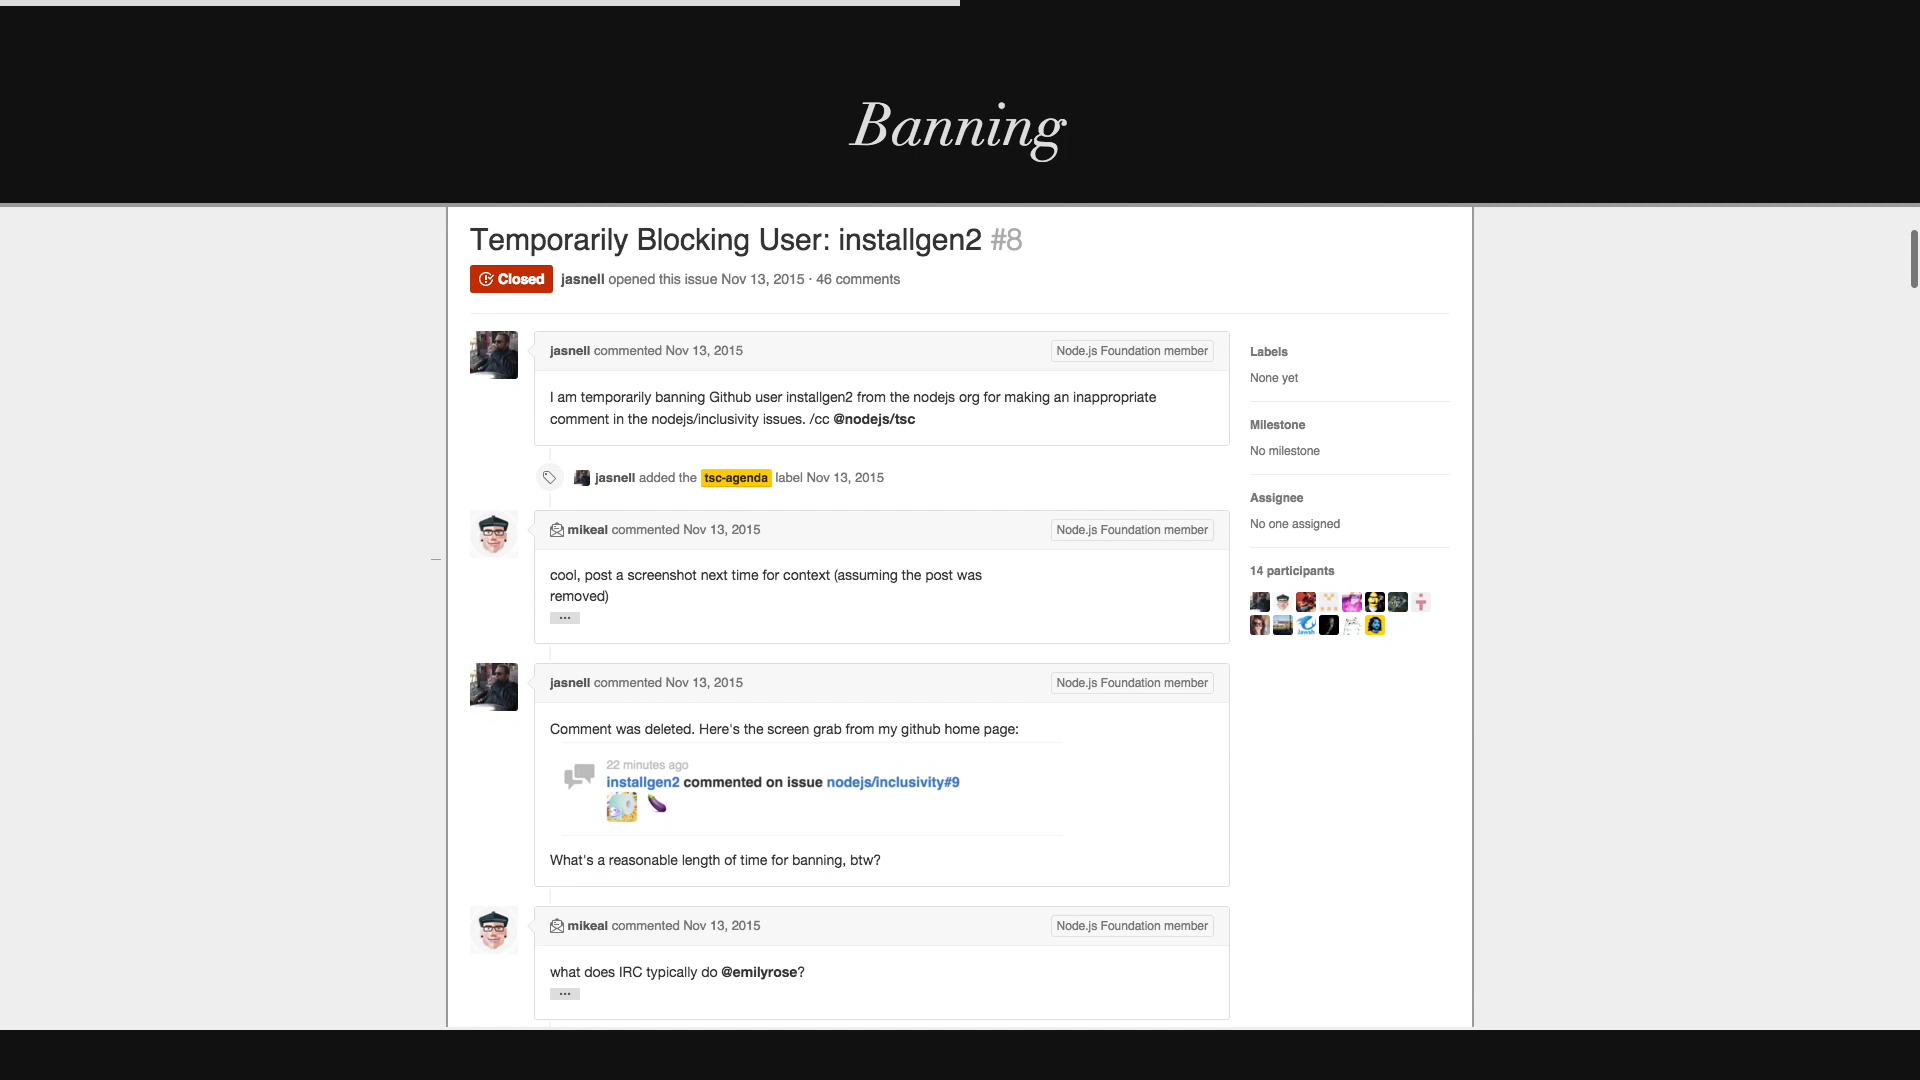 Banning
Temporarily Blocking User: installgen2 #8
Closed jasnell opened this issue Nov 13, 2015 · 46 comments
jasnell commented Nov 13, 2015
Node.js Foundation member
I am temporarily banning Github user installgen2 from the nodejs org for making an inappropriate
comment in the nodejs/inclusivity issues. /cc @nodejs/tsc
jasnell added the tsc-agenda label Nov 13, 2015
mikeal commented Nov 13, 2015
Node.js Foundation member
cool, post a screenshot next time for context (assuming the post was
removed)
...
jasnell commented Nov 13, 2015
Node.js Foundation member
Comment was deleted. Here's the screen grab from my github home page:
22 minutes ago
installgen2 commented on issue nodejs/inclusivity#9
What's a reasonable length of time for banning, btw?
mikeal commented Nov 13, 2015
Node.js Foundation member
what does IRC typically do @emilyrose?
...
Labels
None yet
Milestone
No milestone
Assignee
No one assigned
14 participants